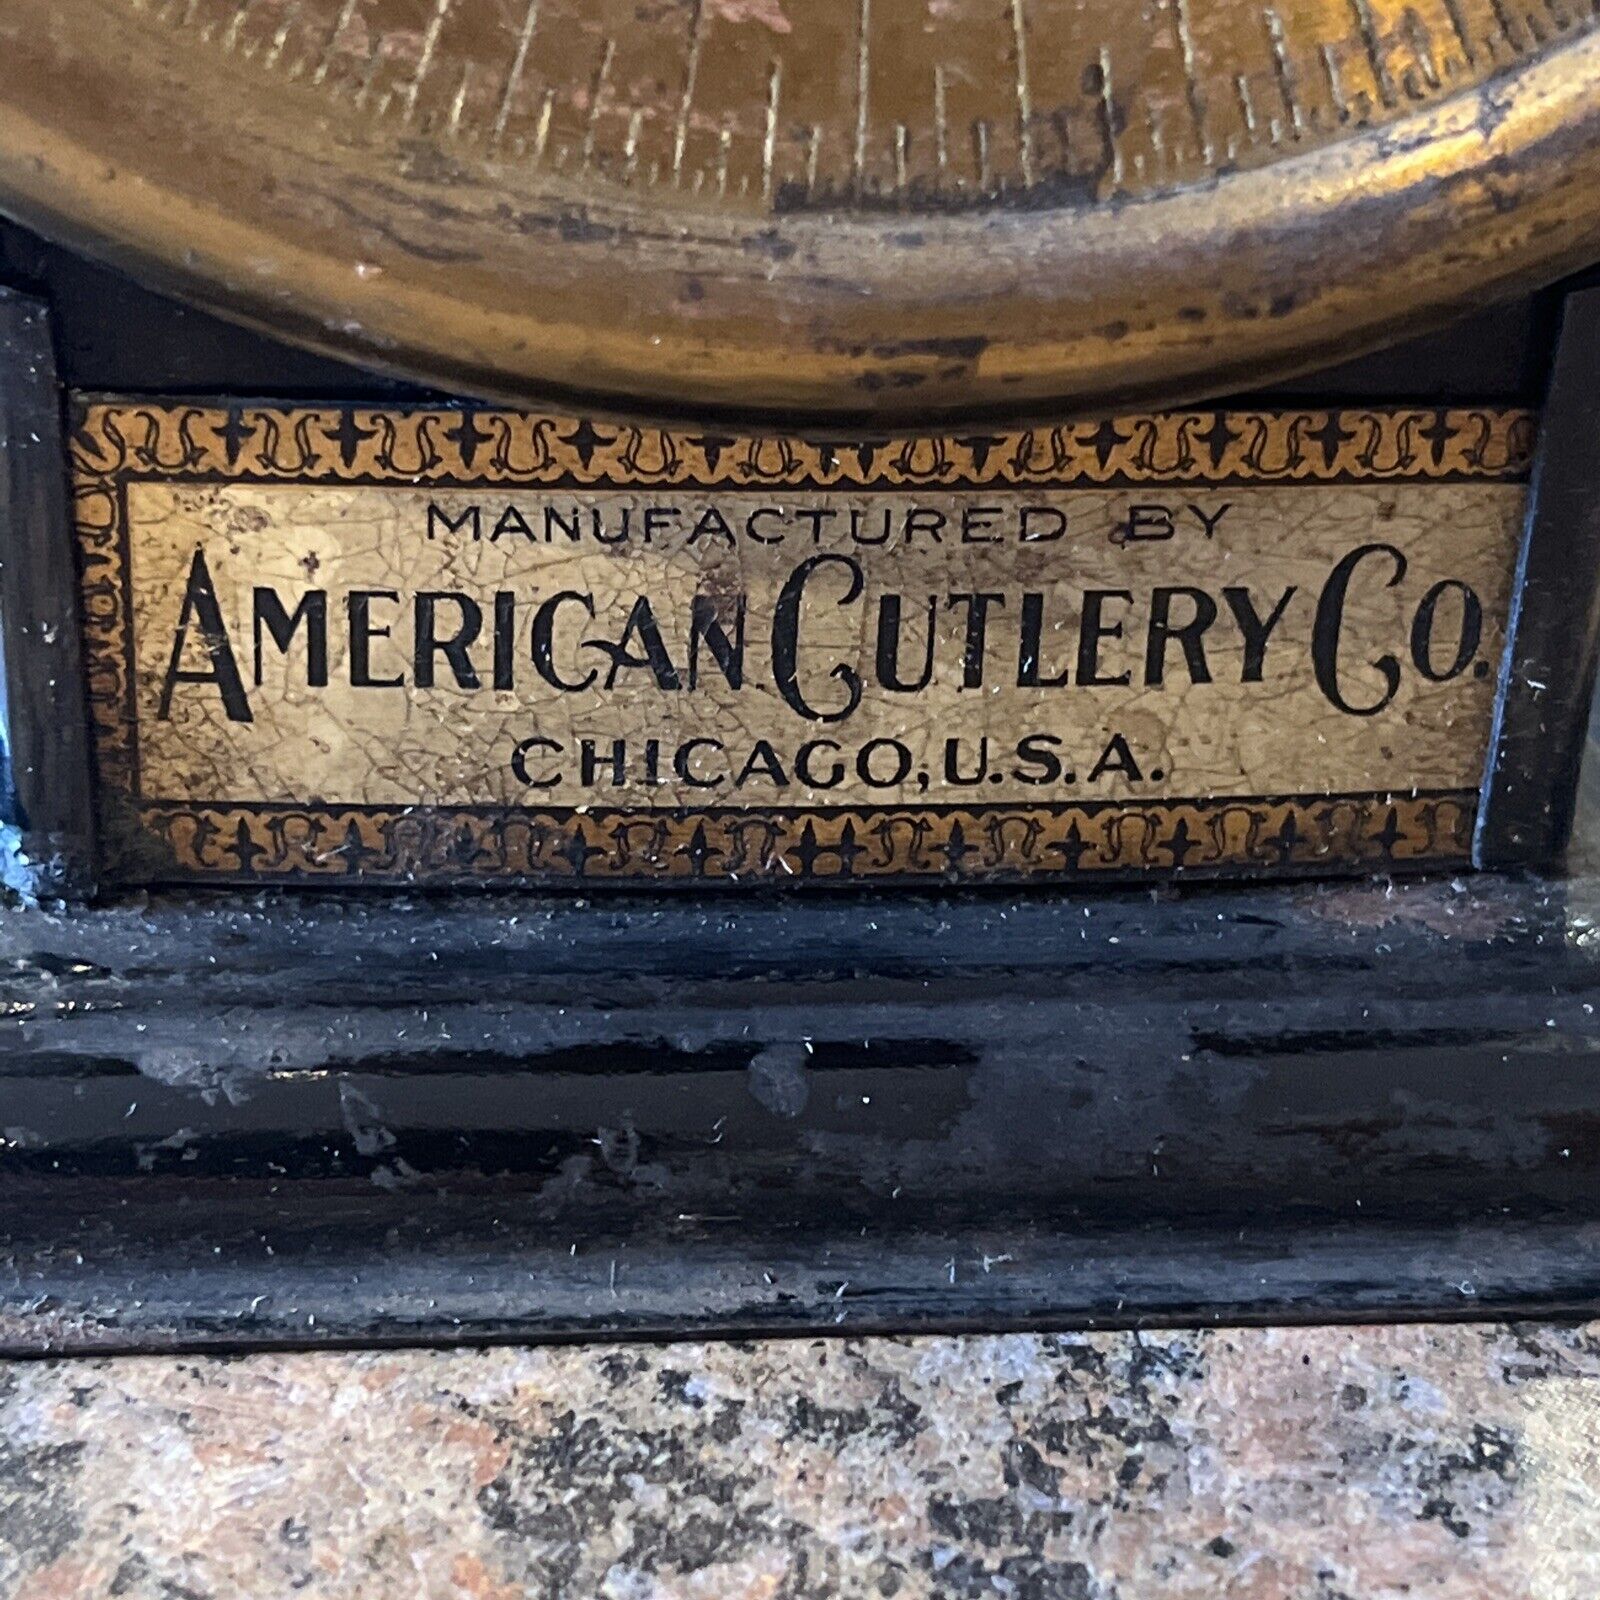 MANUFACTURED BY
AMERICAN CUTLERY CO.
CHICAGO, U.S.A.